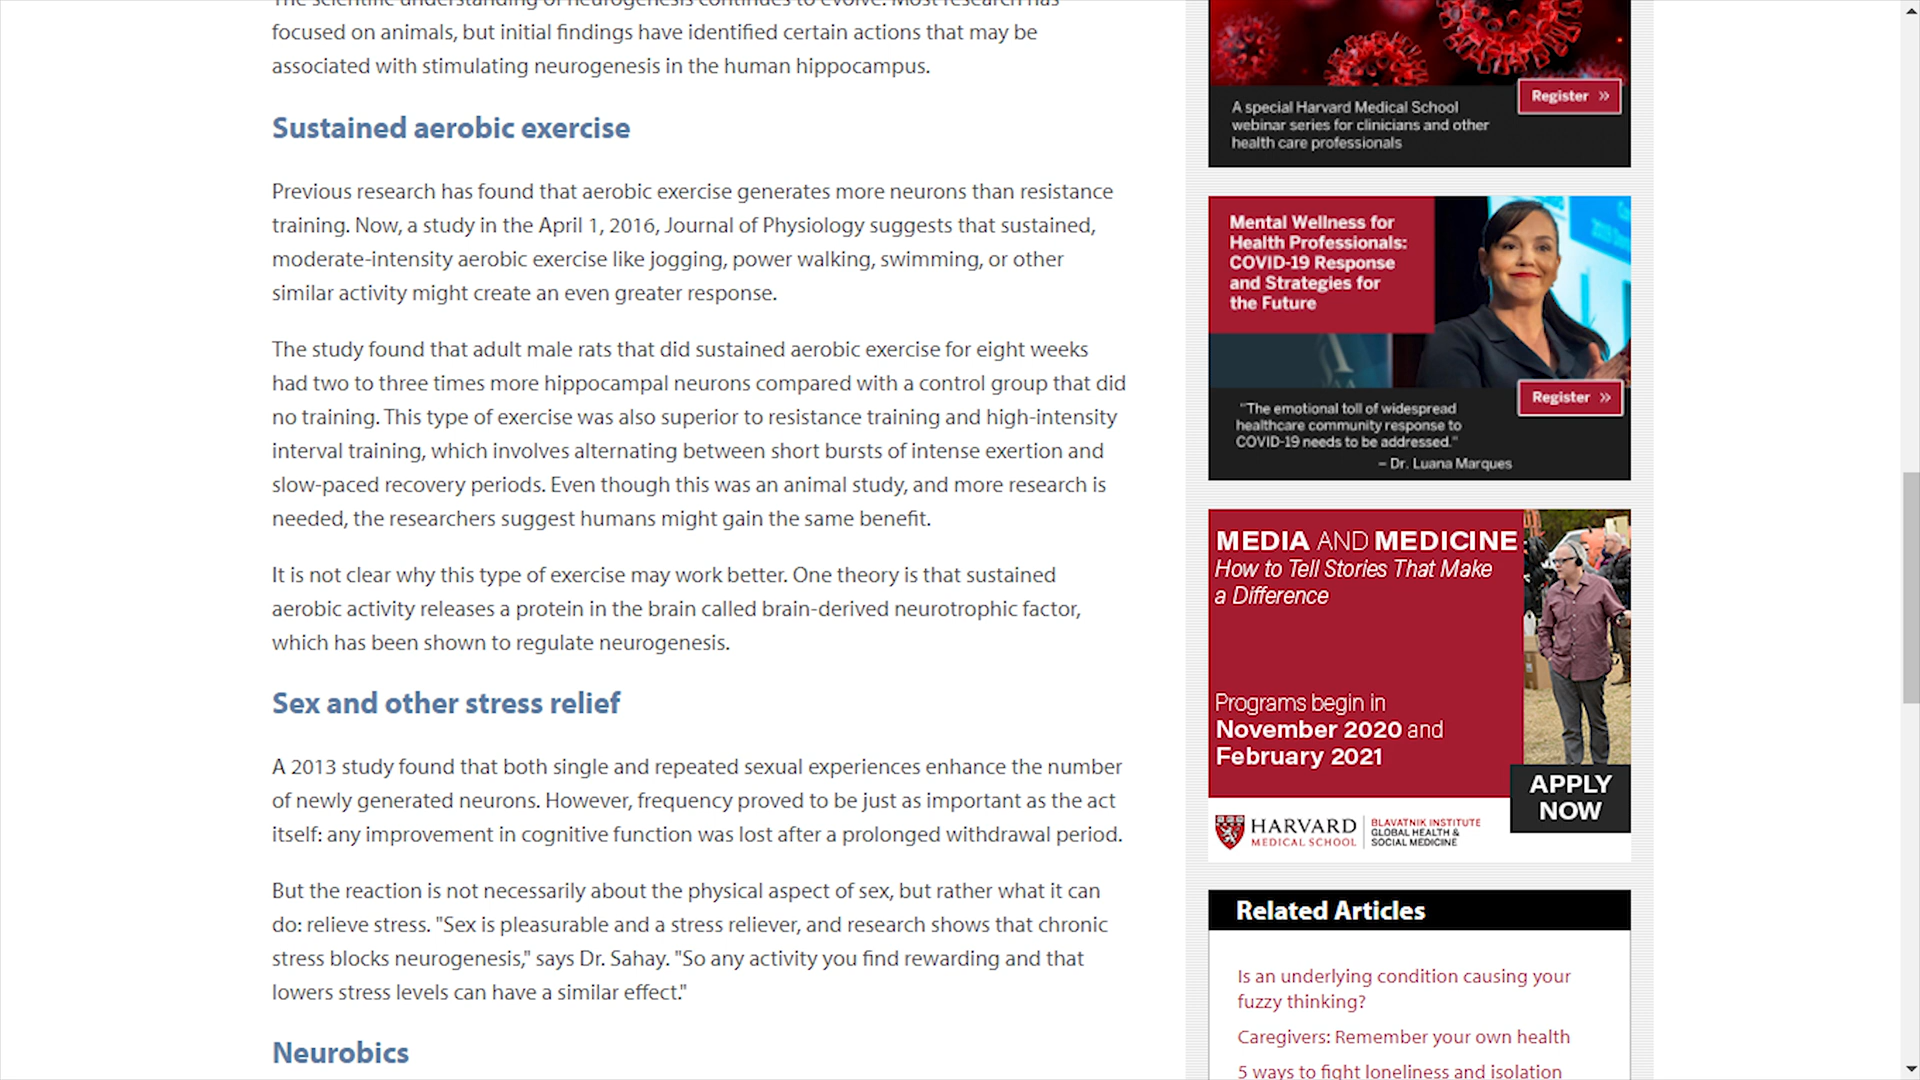 The scientific understanding of neurogenesis continues to evolve. Most research has
focused on animals, but initial findings have identified certain actions that may be
associated with stimulating neurogenesis in the human hippocampus.
Sustained aerobic exercise
Previous research has found that aerobic exercise generates more neurons than resistance
training. Now, a study in the April 1, 2016, Journal of Physiology suggests that sustained,
moderate-intensity aerobic exercise like jogging, power walking, swimming, or other
similar activity might create an even greater response.
The study found that adult male rats that did sustained aerobic exercise for eight weeks
had two to three times more hippocampal neurons compared with a control group that did
no training. This type of exercise was also superior to resistance training and high-intensity
interval training, which involves alternating between short bursts of intense exertion and
slow-paced recovery periods. Even though this was an animal study, and more research is
needed, the researchers suggest humans might gain the same benefit.
It is not clear why this type of exercise may work better. One theory is that sustained
aerobic activity releases a protein in the brain called brain-derived neurotrophic factor,
which has been shown to regulate neurogenesis.
Sex and other stress relief
A 2013 study found that both single and repeated sexual experiences enhance the number
of newly generated neurons. However, frequency proved to be just as important as the act
itself: any improvement in cognitive function was lost after a prolonged withdrawal period.
But the reaction is not necessarily about the physical aspect of sex, but rather what it can
do: relieve stress. "Sex is pleasurable and a stress reliever, and research shows that chronic
stress blocks neurogenesis," says Dr. Sahay. "So any activity you find rewarding and that
lowers stress levels can have a similar effect."
Neurobics
Register »
A special Harvard Medical School
webinar series for clinicians and other
health care professionals
Mental Wellness for
Health Professionals:
COVID-19 Response
and Strategies for
the Future
Register »
"The emotional toll of widespread
healthcare community response to
COVID-19 needs to be addressed."
– Dr. Luana Marques
MEDIA AND MEDICINE
How to Tell Stories That Make
a Difference
Programs begin in
November 2020 and
February 2021
APPLY
NOW
HARVARD
MEDICAL SCHOOL
BLAVATNIK INSTITUTE
GLOBAL HEALTH &
SOCIAL MEDICINE
Related Articles
Is an underlying condition causing your
fuzzy thinking?
Caregivers: Remember your own health
5 ways to fight loneliness and isolation